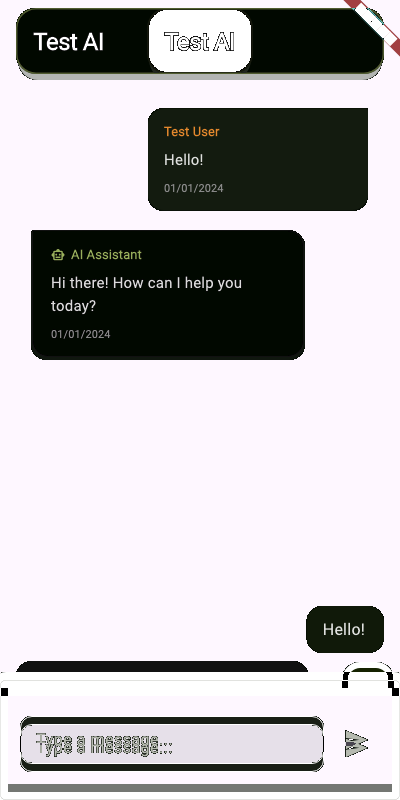 Test AI Test AI
Test User
Hello!
01/01/2024
AI Assistant
Hi there! How can I help you
today?
01/01/2024
Hello!
Type a message...